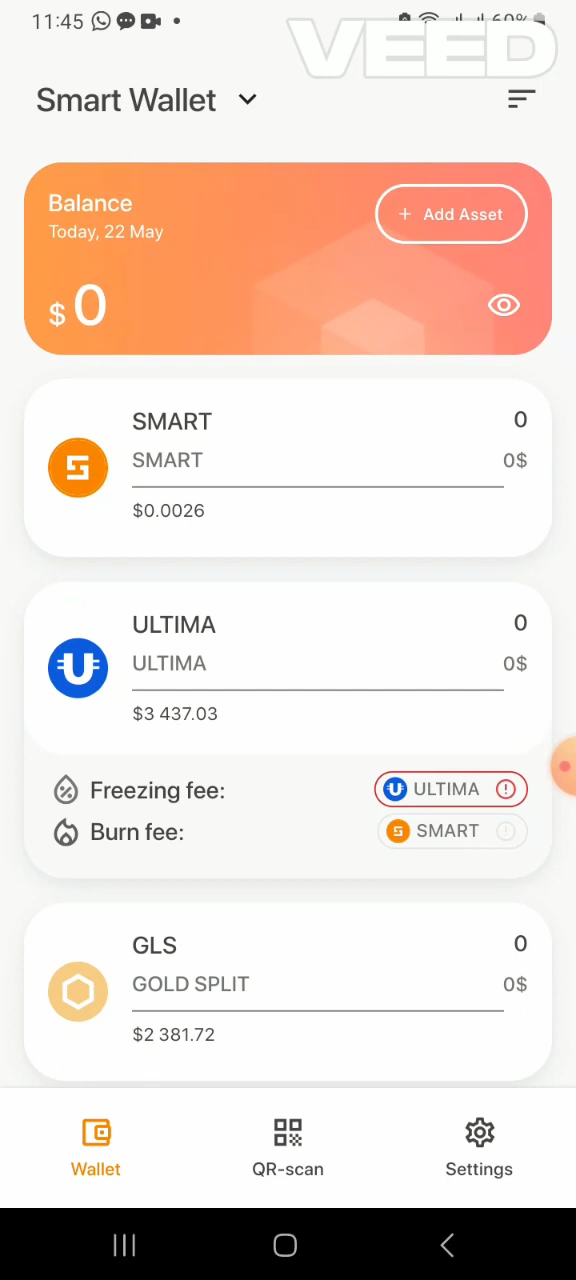 11:45
60%
VEED
Smart Wallet
Balance
+ Add Asset
Today, 22 May
$ 0
SMART 0
SMART 0$
$0.0026
ULTIMA 0
ULTIMA 0$
$3 437.03
Freezing fee: ULTIMA
Burn fee: SMART
GLS 0
GOLD SPLIT 0$
$2 381.72
Wallet QR-scan Settings